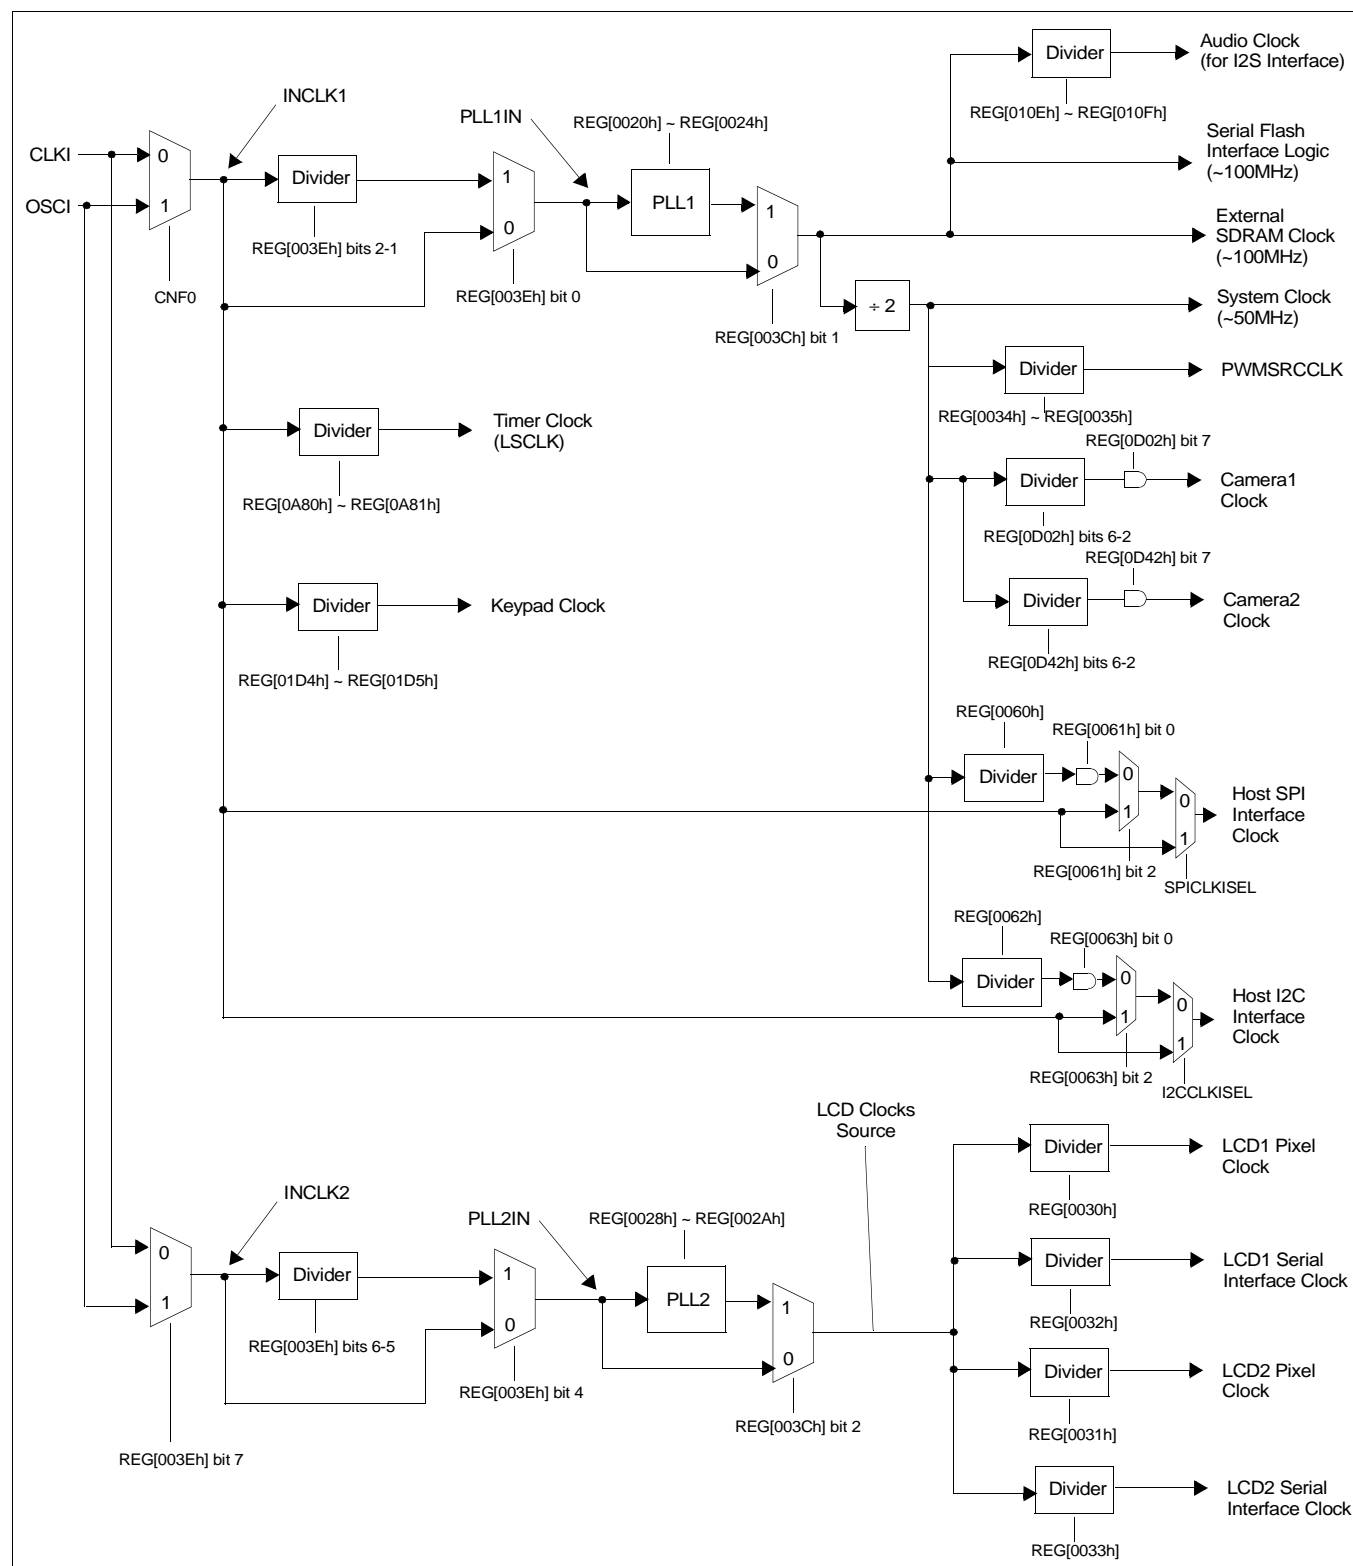 Divider
Audio Clock
(for I2S Interface)
REG[010Eh] ~ REG[010Fh]
INCLK1
PLL1IN
REG[0020h] ~ REG[0024h]
Serial Flash
Interface Logic
(~100MHz)
CLKI
0
OSCI
1
CNF0
Divider
REG[003Eh] bits 2-1
1
0
REG[003Eh] bit 0
PLL1
1
0
REG[003Ch] bit 1
External
SDRAM Clock
(~100MHz)
÷ 2
System Clock
(~50MHz)
Divider
PWMSRCCLK
REG[0034h] ~ REG[0035h]
Divider
Timer Clock
(LSCLK)
REG[0A80h] ~ REG[0A81h]
REG[0D02h] bit 7
Divider
Camera1
Clock
REG[0D02h] bits 6-2
REG[0D42h] bit 7
Divider
Camera2
Clock
REG[0D42h] bits 6-2
Divider
Keypad Clock
REG[01D4h] ~ REG[01D5h]
REG[0060h]
REG[0061h] bit 0
Divider
0
1
0
1
Host SPI
Interface
Clock
REG[0061h] bit 2
SPICLKISEL
REG[0062h]
REG[0063h] bit 0
Divider
0
1
0
1
Host I2C
Interface
Clock
REG[0063h] bit 2
I2CCLKISEL
LCD Clocks
Source
Divider
LCD1 Pixel
Clock
REG[0030h]
INCLK2
PLL2IN
REG[0028h] ~ REG[002Ah]
0
1
REG[003Eh] bit 7
Divider
REG[003Eh] bits 6-5
1
0
REG[003Eh] bit 4
PLL2
1
0
REG[003Ch] bit 2
Divider
LCD1 Serial
Interface Clock
REG[0032h]
Divider
LCD2 Pixel
Clock
REG[0031h]
Divider
LCD2 Serial
Interface Clock
REG[0033h]